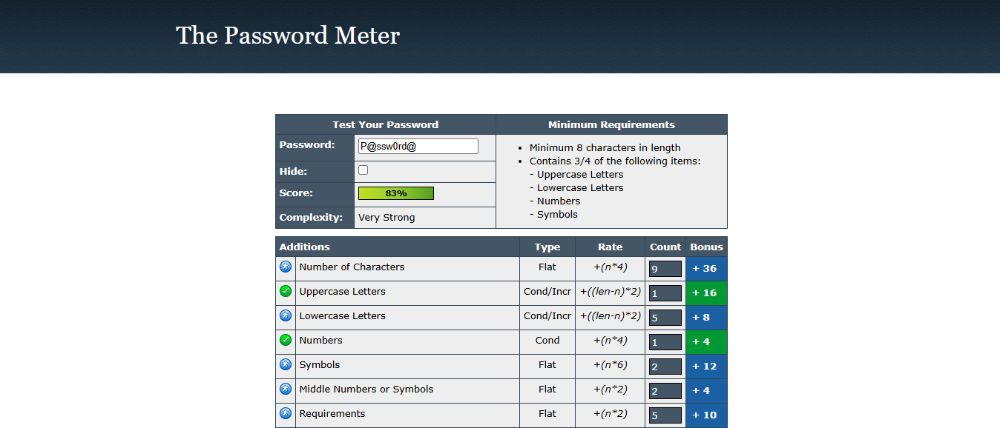 The Password Meter
Test Your Password Minimum Requirements
Password: P@ssw0rd@
• Minimum 8 characters in length
• Contains 3/4 of the following items:
- Uppercase Letters
- Lowercase Letters
- Numbers
- Symbols
Hide:
Score: 83%
Complexity: Very Strong
Additions Type Rate Count Bonus
Number of Characters Flat +(n*4) 9 + 36
Uppercase Letters Cond/Incr +((len-n)*2) 1 + 16
Lowercase Letters Cond/Incr +((len-n)*2) 5 + 8
Numbers Cond +(n*4) 1 + 4
Symbols Flat +(n*6) 2 + 12
Middle Numbers or Symbols Flat +(n*2) 2 + 4
Requirements Flat +(n*2) 5 + 10